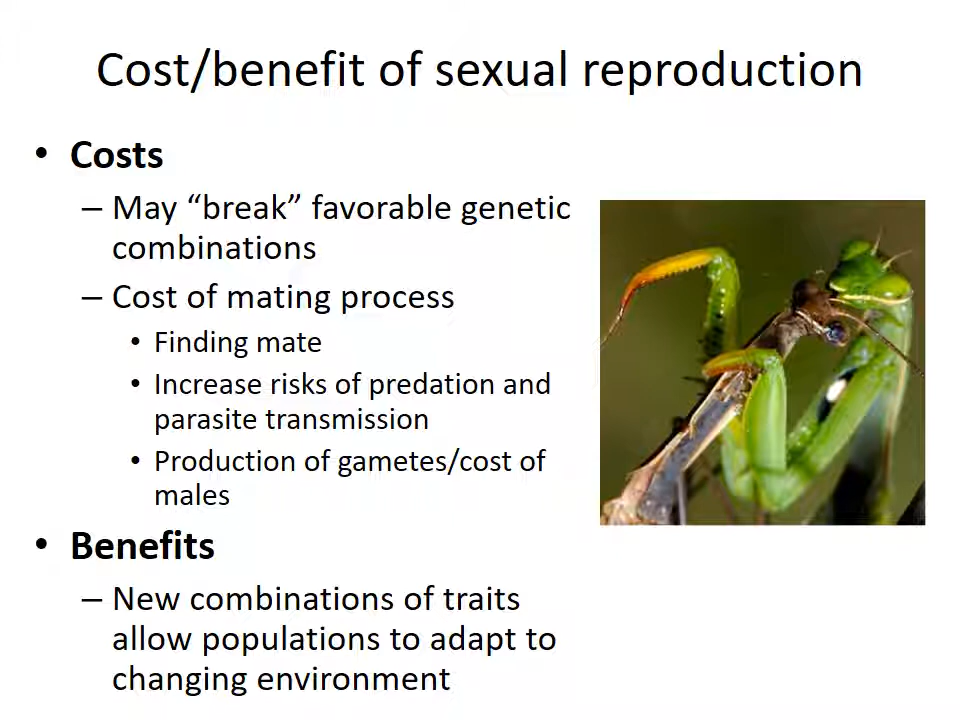 Cost/benefit of sexual reproduction
• Costs
– May “break” favorable genetic
combinations
– Cost of mating process
• Finding mate
• Increase risks of predation and
parasite transmission
• Production of gametes/cost of
males
• Benefits
– New combinations of traits
allow populations to adapt to
changing environment